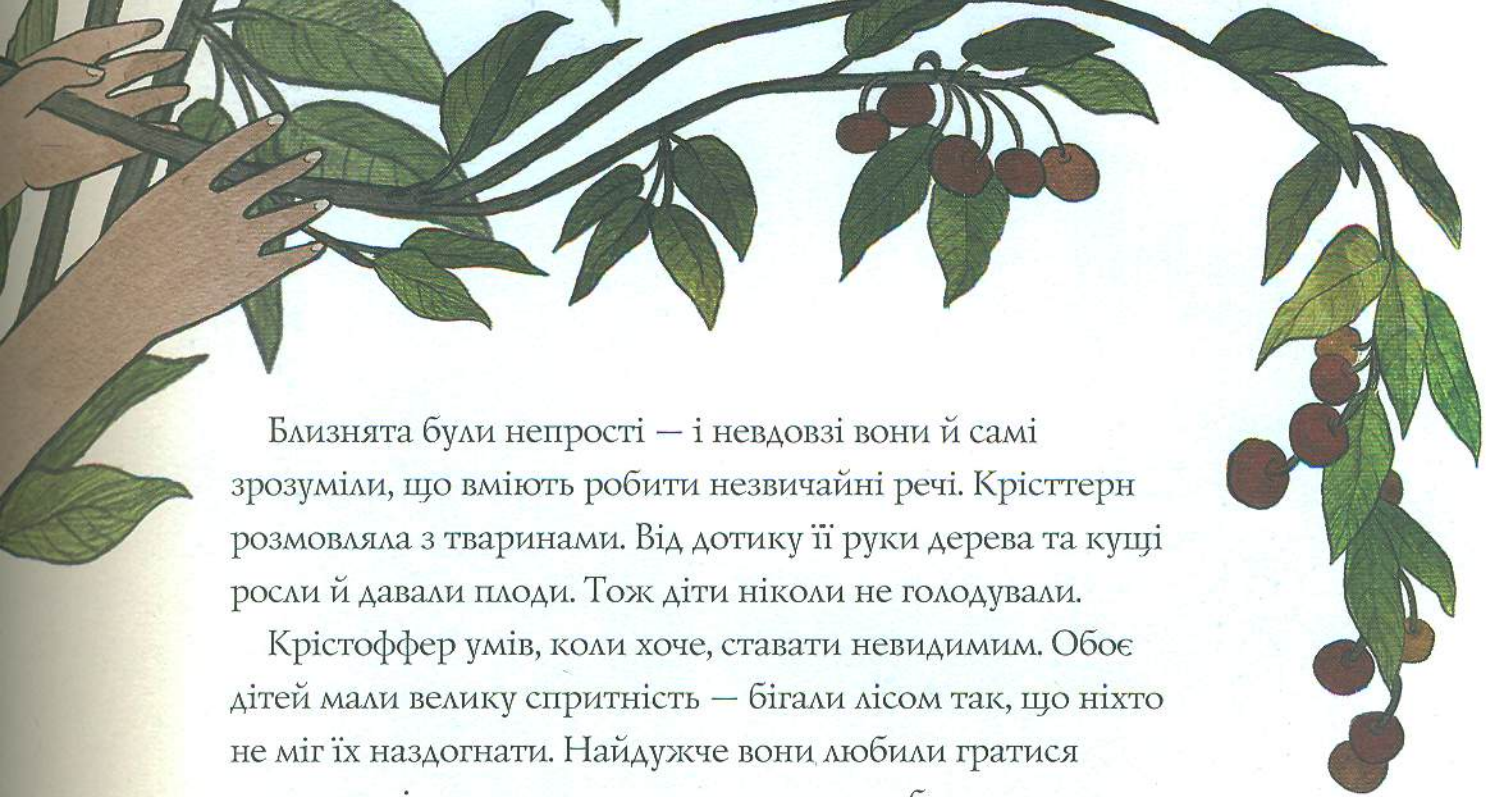 Близнята були непрості — і невдовзі вони й самі
зрозуміли, що вміють робити незвичайні речі. Крісттерн
розмовляла з тваринами. Від дотику її руки дерева та кущі
росли й давали плоди. Тож діти ніколи не голодували.
Крістоффер умів, коли хоче, ставати невидимим. Обоє
дітей мали велику спритність — бігали лісом так, що ніхто
не міг їх наздогнати. Найдужче вони любили гратися